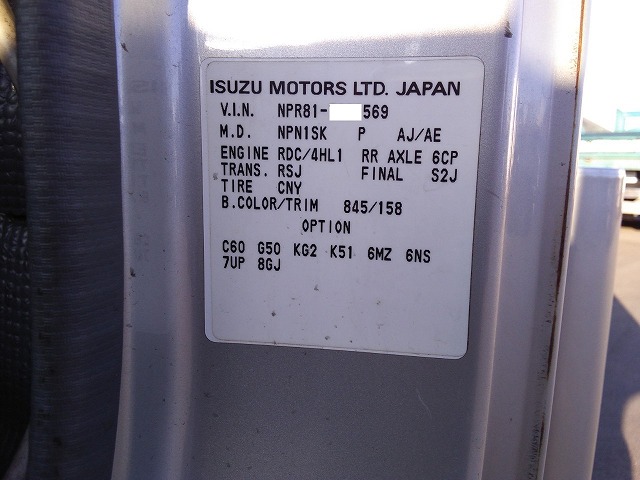 ISUZU MOTORS LTD. JAPAN
V.I.N. NPR81- 569
M.D. NPN1SK P AJ/AE
ENGINE RDC/4HL1 RR AXLE 6CP
TRANS. RSJ FINAL S2J
TIRE CNY
B.COLOR/TRIM 845/158
OPTION
C60 G50 KG2 K51 6MZ 6NS
7UP 8GJ